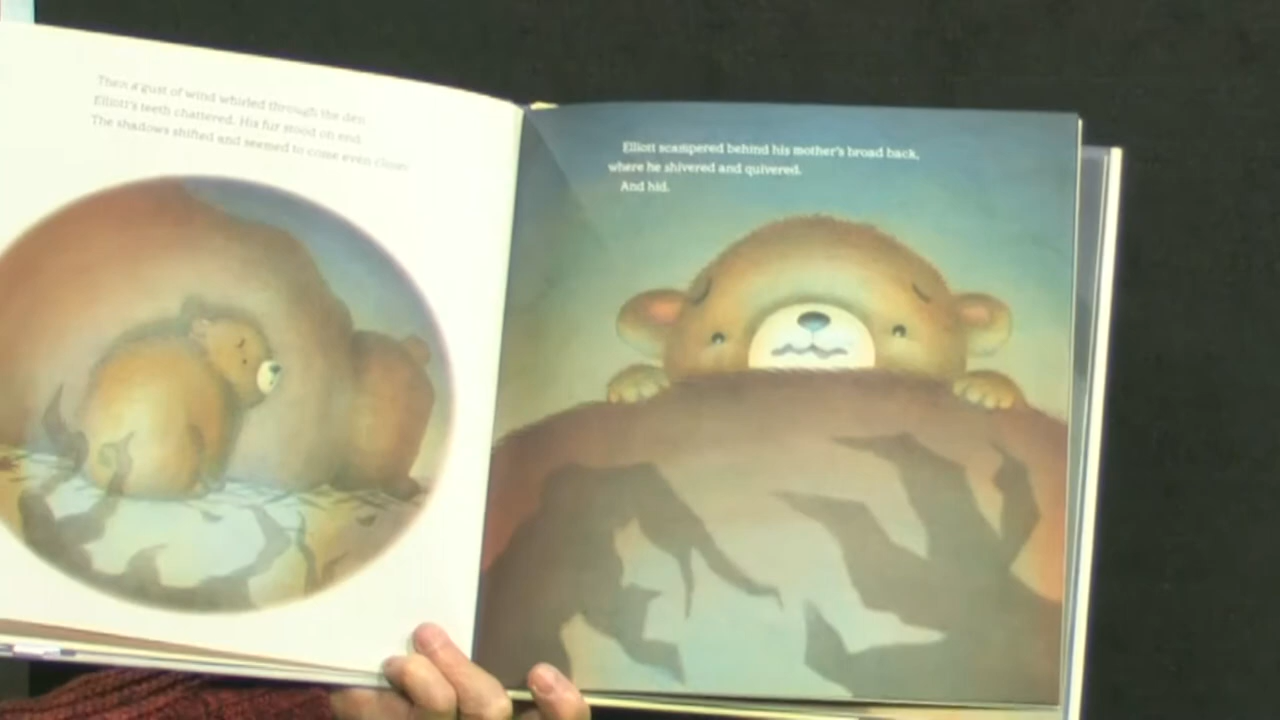 Then a gust of wind whirled through the den.
Elliott's teeth chattered. His fur stood on end.
The shadows shifted and seemed to come even closer.
Elliott scampered behind his mother's broad back,
where he shivered and quivered.
And hid.